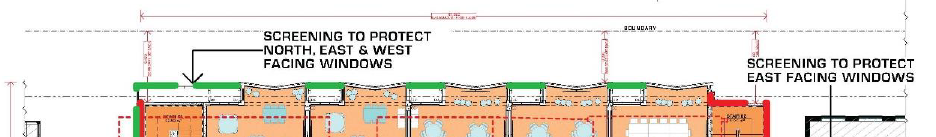 SCREENING TO PROTECT
NORTH, EAST & WEST
FACING WINDOWS
BOUNDARY
SCREENING TO PROTECT
EAST FACING WINDOWS